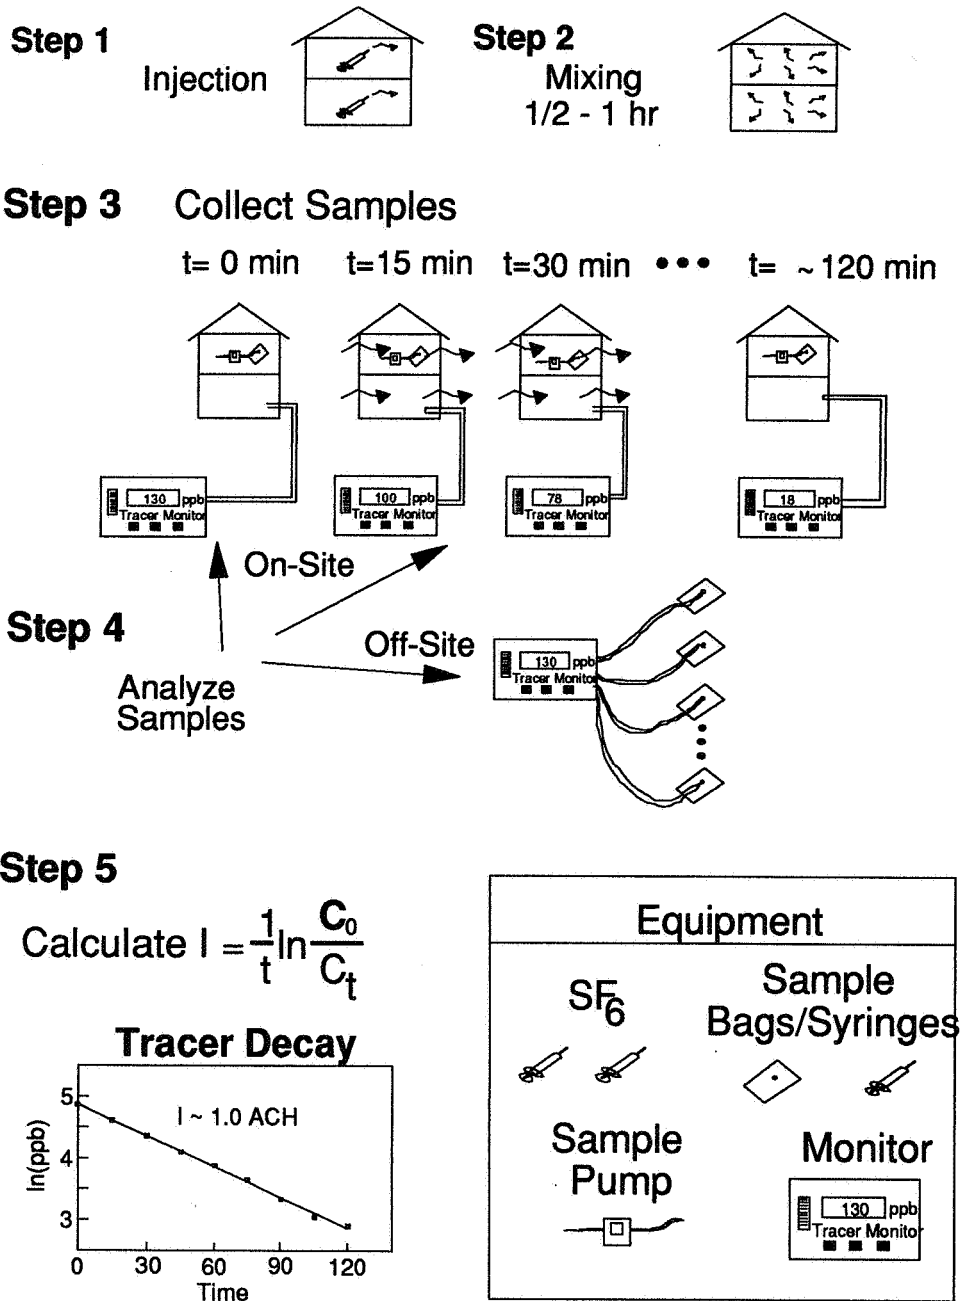 Step 1
Injection
Step 2
Mixing
1/2 - 1 hr
Step 3 Collect Samples
t= 0 min t=15 min t=30 min ••• t= ~120 min
130 ppb
Tracer Monitor
100 ppb
Tracer Monitor
78 ppb
Tracer Monitor
18 ppb
Tracer Monitor
On-Site
Step 4
Off-Site
Analyze
Samples
130 ppb
Tracer Monitor
Step 5
Calculate I = 1/t ln C₀/Cₜ
Tracer Decay
I ~ 1.0 ACH
ln(ppb)
5
4
3
0 30 60 90 120
Time
Equipment
SF₆
Sample
Bags/Syringes
Sample
Pump
Monitor
130 ppb
Tracer Monitor